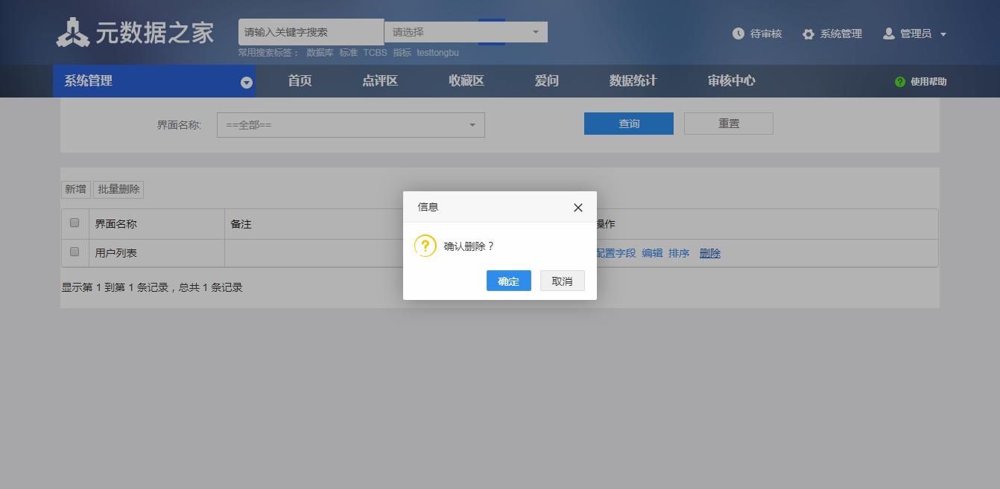 元数据之家
请输入关键字搜索 请选择
待审核 系统管理 管理员
常用搜索标签： 数据库 标准 TCBS 指标 testtongbu
系统管理 首页 点评区 收藏区 爱问 数据统计 审核中心 使用帮助
界面名称: ==全部== 查询 重置
新增 批量删除
界面名称 备注 操作
用户列表 配置字段 编辑 排序 删除
显示第 1 到第 1 条记录，总共 1 条记录
信息
确认删除？
确定 取消